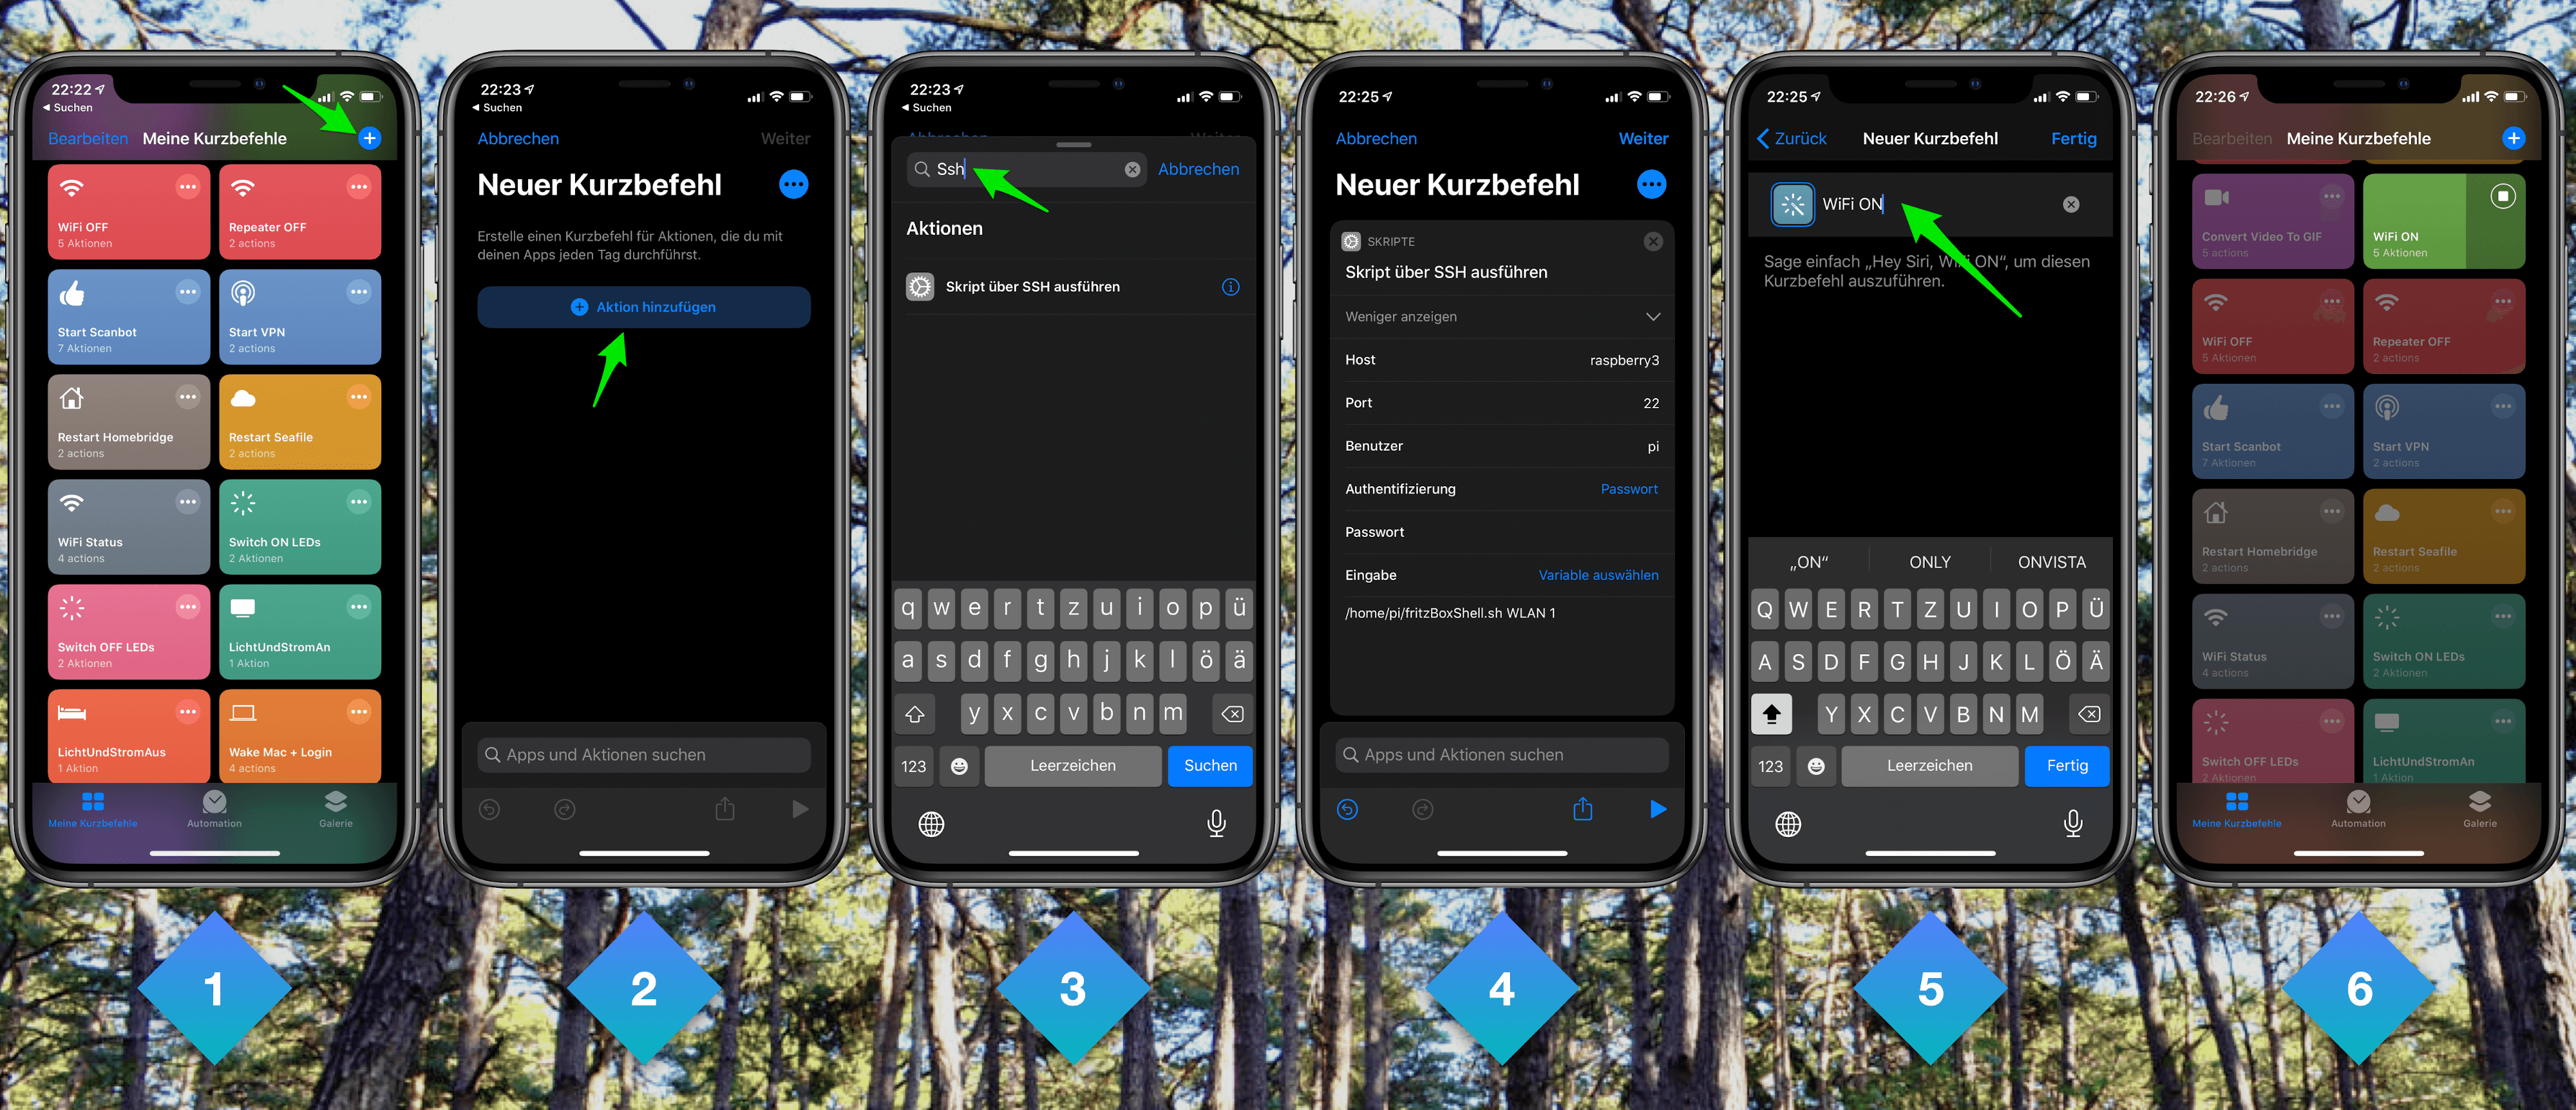 22:22
◀ Suchen
Bearbeiten Meine Kurzbefehle
WiFi OFF
5 Aktionen
Repeater OFF
2 actions
Start Scanbot
7 Aktionen
Start VPN
2 actions
Restart Homebridge
2 actions
Restart Seafile
2 actions
WiFi Status
4 actions
Switch ON LEDs
2 Aktionen
Switch OFF LEDs
2 Aktionen
LichtUndStromAn
1 Aktion
LichtUndStromAus
1 Aktion
Wake Mac + Login
4 actions
Meine Kurzbefehle Automation Galerie
1
22:23
◀ Suchen
Abbrechen Weiter
Neuer Kurzbefehl
Erstelle einen Kurzbefehl für Aktionen, die du mit
deinen Apps jeden Tag durchführst.
Aktion hinzufügen
Apps und Aktionen suchen
2
22:23
◀ Suchen
Abbrechen Weiter
Ssh Abbrechen
Aktionen
Skript über SSH ausführen
q w e r t z u i o p ü
a s d f g h j k l ö ä
y x c v b n m
123 Leerzeichen Suchen
3
22:25
Abbrechen Weiter
Neuer Kurzbefehl
SKRIPTE
Skript über SSH ausführen
Weniger anzeigen
Host raspberry3
Port 22
Benutzer pi
Authentifizierung Passwort
Passwort
Eingabe Variable auswählen
/home/pi/fritzBoxShell.sh WLAN 1
Apps und Aktionen suchen
4
22:25
Zurück Neuer Kurzbefehl Fertig
WiFi ON
Sage einfach „Hey Siri, WiFi ON“, um diesen
Kurzbefehl auszuführen.
„ON“ ONLY ONVISTA
Q W E R T Z U I O P Ü
A S D F G H J K L Ö Ä
Y X C V B N M
123 Leerzeichen Fertig
5
22:26
Bearbeiten Meine Kurzbefehle
Convert Video To GIF
5 actions
WiFi ON
5 Aktionen
WiFi OFF
5 Aktionen
Repeater OFF
2 actions
Start Scanbot
7 Aktionen
Start VPN
2 actions
Restart Homebridge
2 actions
Restart Seafile
2 actions
WiFi Status
4 actions
Switch ON LEDs
2 Aktionen
Switch OFF LEDs
2 Aktionen
LichtUndStromAn
1 Aktion
Meine Kurzbefehle Automation Galerie
6